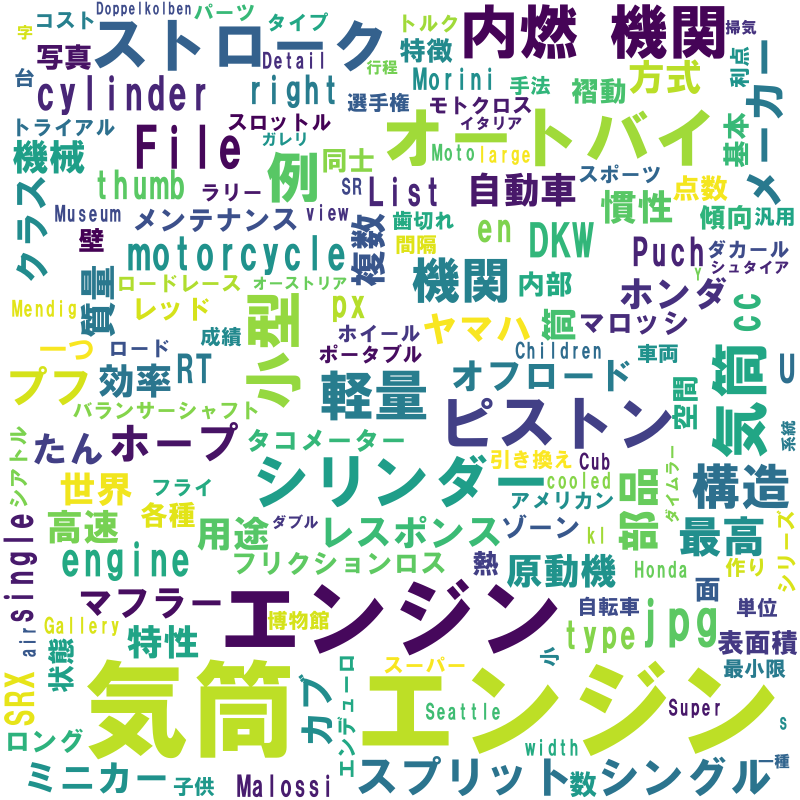 Doppelkolben
字
コスト
パーツ
タイプ
トルク
内燃 機関
掃気
ストローク
写真
Detail
行程
特徴
方式
利点
メーカー
台
cylinder
right
選手権
Morini
手法
褶動
モトクロス
トライアル
File
スロットル
ガレリ
イタリア
オートバイ
基本
機械
例
同士
Moto
large
スポーツ
クラス
thumb
ラリー
SR
List
自動車
慣性
点数
Museum
メンテナンス
view
歯切れ
en
DKW
傾向
汎用
壁
motorcycle
複数
間隔
Puch
ダカール
シュタイア
質量
ロードレース
オーストリア
機関
内部
ホンダ
Y
cc
Mendig
レッド
小型
px
ヤマハ
筒
マロッシ
成績
ホイール
一つ
ロード
ポータブル
Children
車両
気筒
U
プフ
効率
RT
軽量
オフロード
空間
バランサーシャフト
ピストン
系統
シアトル
たん
ホープ
タコメーター
引き換え
Cub
ダイムラー
世界
フライ
シリンダー
cooled
アメリカン
部品
構造
高速
各種
用途
ダブル
レスポンス
ゾーン
kl
最高
シリーズ
single
engine
フリクションロス
熱
原動機
Honda
作り
マフラー
エンジン
面
自転車
単位
air
Gallery
特性
博物館
type
jpg
表面積
状態
スーパー
小
最小限
SRX
気筒
カブ
エンデューロ
エンジン
Seattle
Super
s
ロング
width
ミニカー
子供
Malossi
スプリット
数
シングル
一種